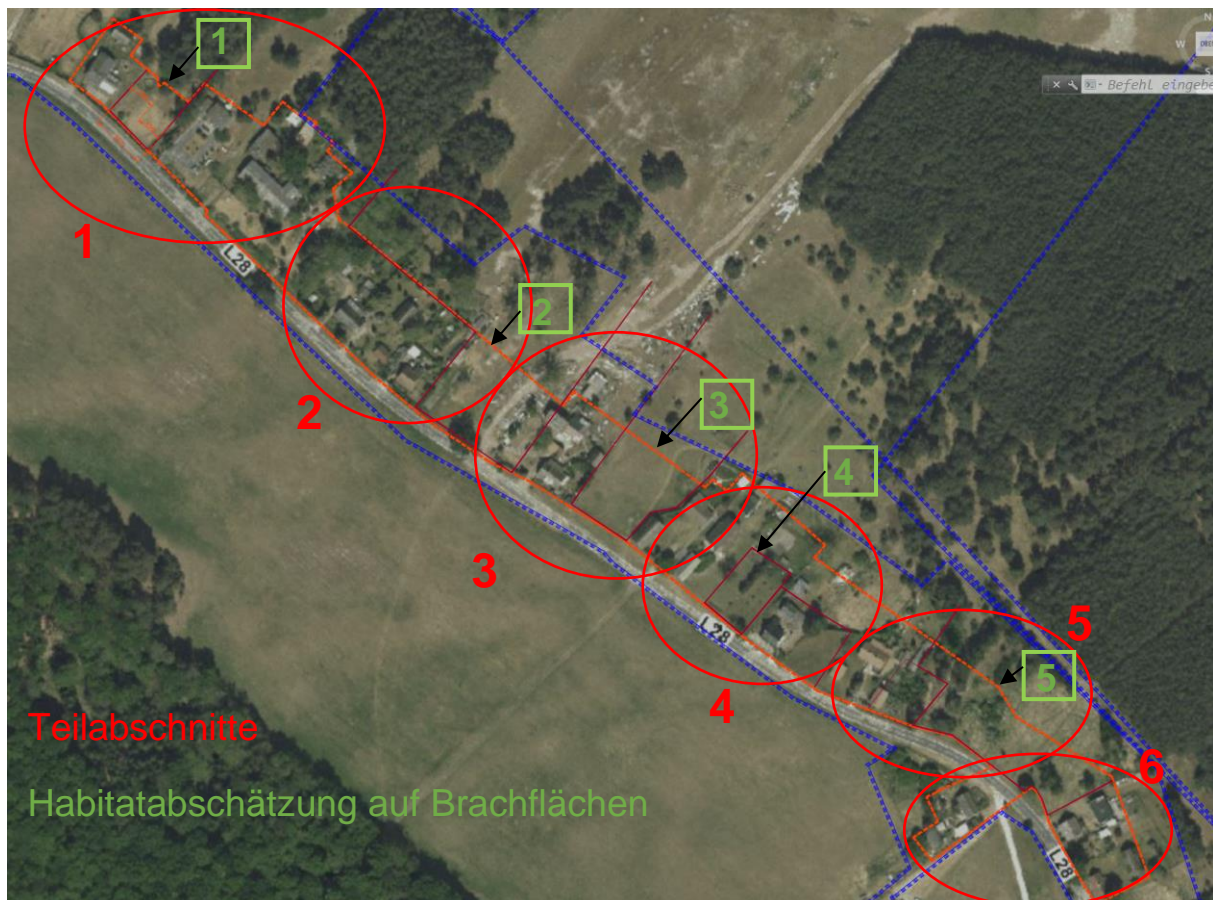 1
N
W
Befehl eingebe
1
L28
2
2
3
4
3
L28
5
4
5
Teilabschnitte
6
Habitatabschätzung auf Brachflächen
L28